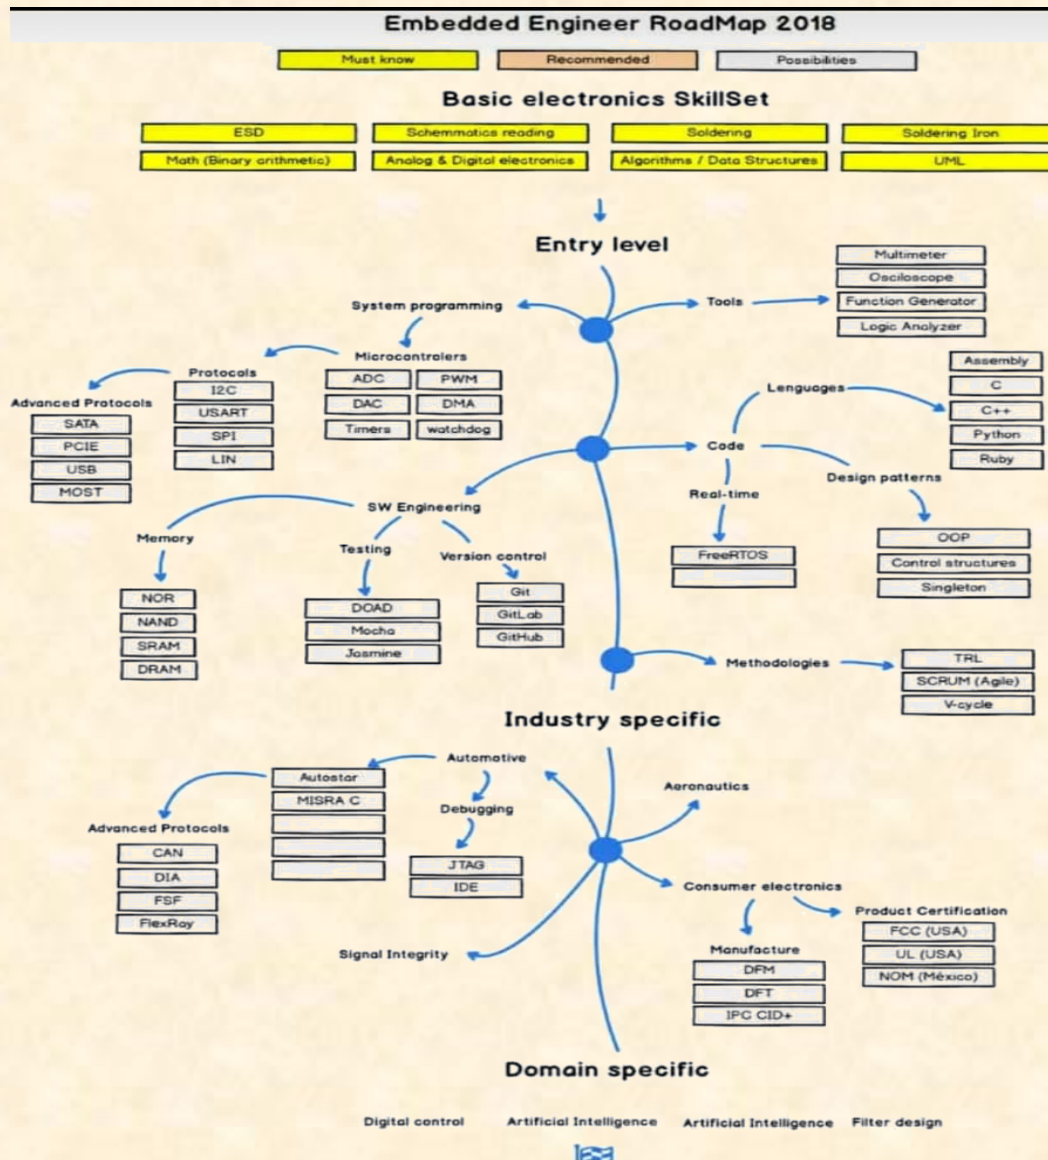 Embedded Engineer RoadMap 2018
Must know
Recommended
Possibilities
Basic electronics SkillSet
ESD
Schemmatics reading
Soldering
Soldering Iron
Math (Binary arithmetic)
Analog & Digital electronics
Algorithms / Data Structures
UML
Entry level
System programming
Tools
Multimeter
Osciloscope
Function Generator
Logic Analyzer
Microcontrolers
ADC
PWM
DAC
DMA
Timers
watchdog
Protocols
I2C
USART
SPI
LIN
Advanced Protocols
SATA
PCIE
USB
MOST
Code
Lenguages
Assembly
C
C++
Python
Ruby
Real-time
FreeRTOS
Design patterns
OOP
Control structures
Singleton
SW Engineering
Memory
NOR
NAND
SRAM
DRAM
Testing
DOAD
Mocha
Jasmine
Version control
Git
GitLab
GitHub
Methodologies
TRL
SCRUM (Agile)
V-cycle
Industry specific
Automotive
Autostar
MISRA C
Advanced Protocols
CAN
DIA
FSF
FlexRay
Debugging
JTAG
IDE
Aeronautics
Signal Integrity
Consumer electronics
Manufacture
DFM
DFT
IPC CID+
Product Certification
FCC (USA)
UL (USA)
NOM (México)
Domain specific
Digital control
Artificial Intelligence
Artificial Intelligence
Filter design